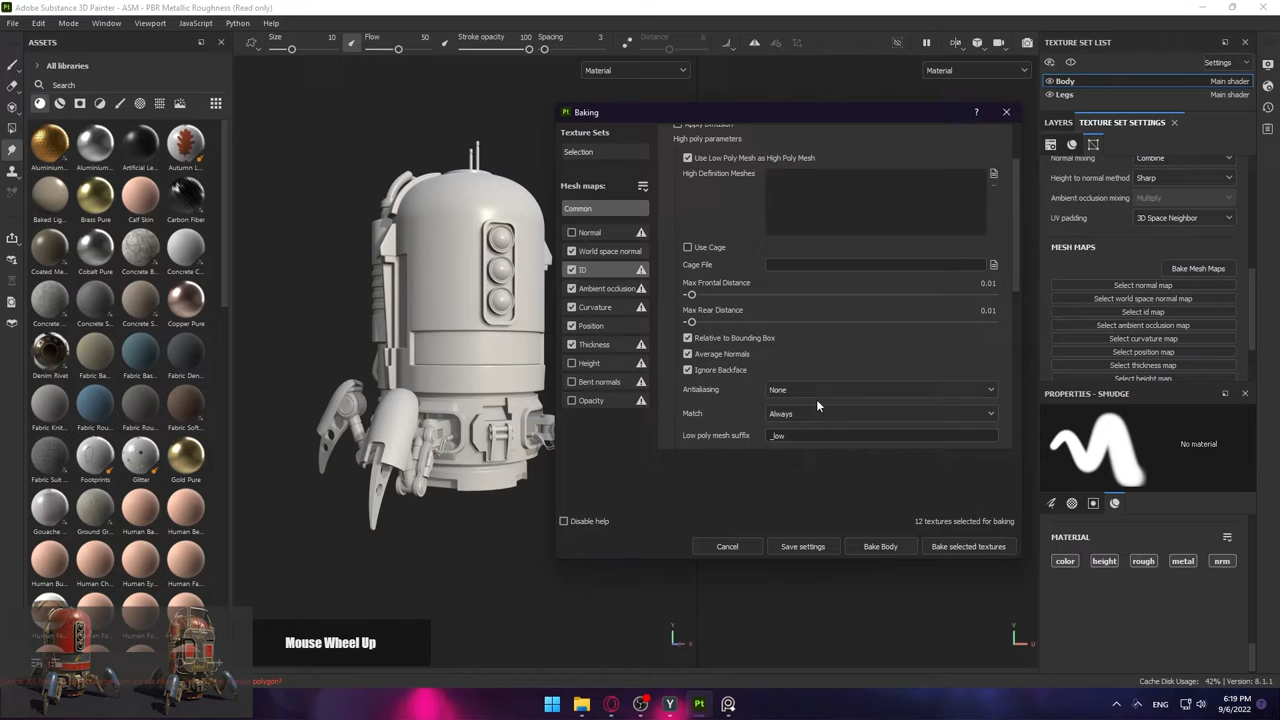 Adobe Substance 3D Painter - ASM - PBR Metallic Roughness (Read only)
File Edit Mode Window Viewport JavaScript Python Help
ASSETS
All libraries
Search
Aluminium... Aluminium... Artificial Le... Autumn L...
Baked Lig... Brass Pure Calf Skin Carbon Fiber
Coated Me... Cobalt Pure Concrete B... Concrete C...
Concrete ... Concrete S... Concrete S... Copper Pure
Denim Rivet Fabric Bam... Fabric Bas... Fabric Den...
Fabric Knit... Fabric Rou... Fabric Rou... Fabric Soft...
Fabric Suit ... Footprints Glitter Gold Pure
Gouache ... Ground Gr... Human Ba... Human Be...
Human Bu... Human Ch... Human Ey... Human Fa...
Size 10 Flow 50 Stroke opacity 100 Spacing 3 Distance 8
Material
Material
Baking
Texture Sets
Selection
Mesh maps:
Common
Normal
World space normal
ID
Ambient occlusion
Curvature
Position
Thickness
Height
Bent normals
Opacity
Apply Diffusion
High poly parameters
Use Low Poly Mesh as High Poly Mesh
High Definition Meshes
Use Cage
Cage File
Max Frontal Distance 0.01
Max Rear Distance 0.01
Relative to Bounding Box
Average Normals
Ignore Backface
Antialiasing None
Match Always
Low poly mesh suffix _low
Disable help
12 textures selected for baking
Cancel Save settings Bake Body Bake selected textures
TEXTURE SET LIST
Settings
Body Main shader
Legs Main shader
LAYERS TEXTURE SET SETTINGS
Normal mixing Combine
Height to normal method Sharp
Ambient occlusion mixing Multiply
UV padding 3D Space Neighbor
MESH MAPS
Bake Mesh Maps
Select normal map
Select world space normal map
Select id map
Select ambient occlusion map
Select curvature map
Select position map
Select thickness map
Select height map
PROPERTIES - SMUDGE
No material
MATERIAL
color height rough metal nrm
Mouse Wheel Up
Y
X
Y
U
Cache Disk Usage: 42% | Version: 8.1.1
ENG
6:19 PM
9/6/2022